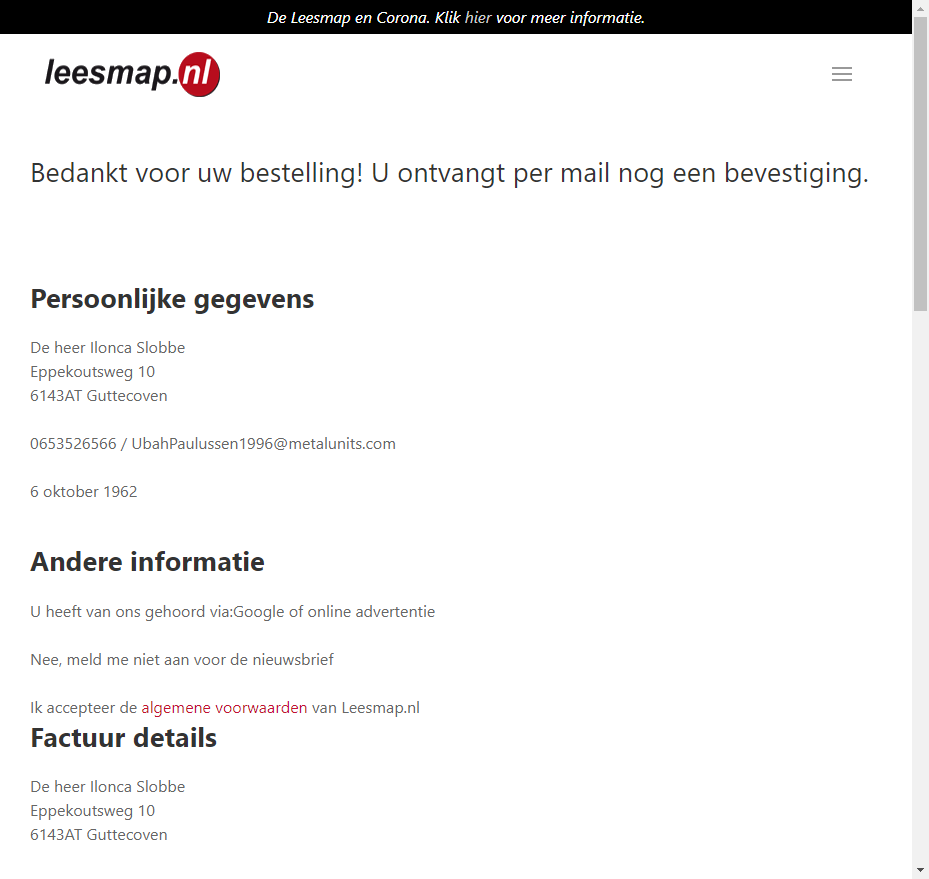 De Leesmap en Corona. Klik hier voor meer informatie.
leesmap.nl
Bedankt voor uw bestelling! U ontvangt per mail nog een bevestiging.
Persoonlijke gegevens
De heer Ilonca Slobbe
Eppekoutsweg 10
6143AT Guttecoven
0653526566 / UbahPaulussen1996@metalunits.com
6 oktober 1962
Andere informatie
U heeft van ons gehoord via:Google of online advertentie
Nee, meld me niet aan voor de nieuwsbrief
Ik accepteer de algemene voorwaarden van Leesmap.nl
Factuur details
De heer Ilonca Slobbe
Eppekoutsweg 10
6143AT Guttecoven